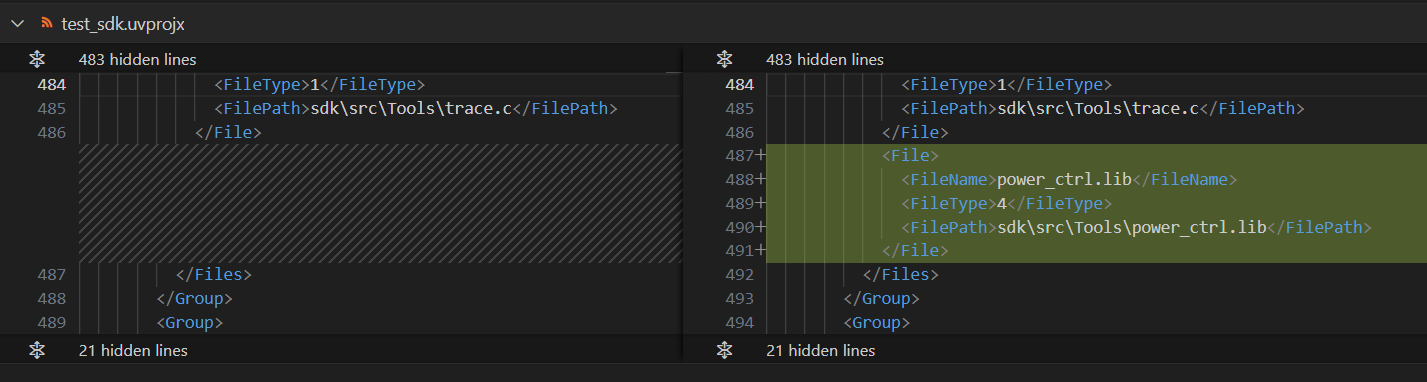 test_sdk.uvprojx
483 hidden lines
484 <FileType>1</FileType>
485 <FilePath>sdk\src\Tools\trace.c</FilePath>
486 </File>
487 </Files>
488 </Group>
489 <Group>
21 hidden lines
483 hidden lines
484 <FileType>1</FileType>
485 <FilePath>sdk\src\Tools\trace.c</FilePath>
486 </File>
487+ <File>
488+ <FileName>power_ctrl.lib</FileName>
489+ <FileType>4</FileType>
490+ <FilePath>sdk\src\Tools\power_ctrl.lib</FilePath>
491+ </File>
492 </Files>
493 </Group>
494 <Group>
21 hidden lines